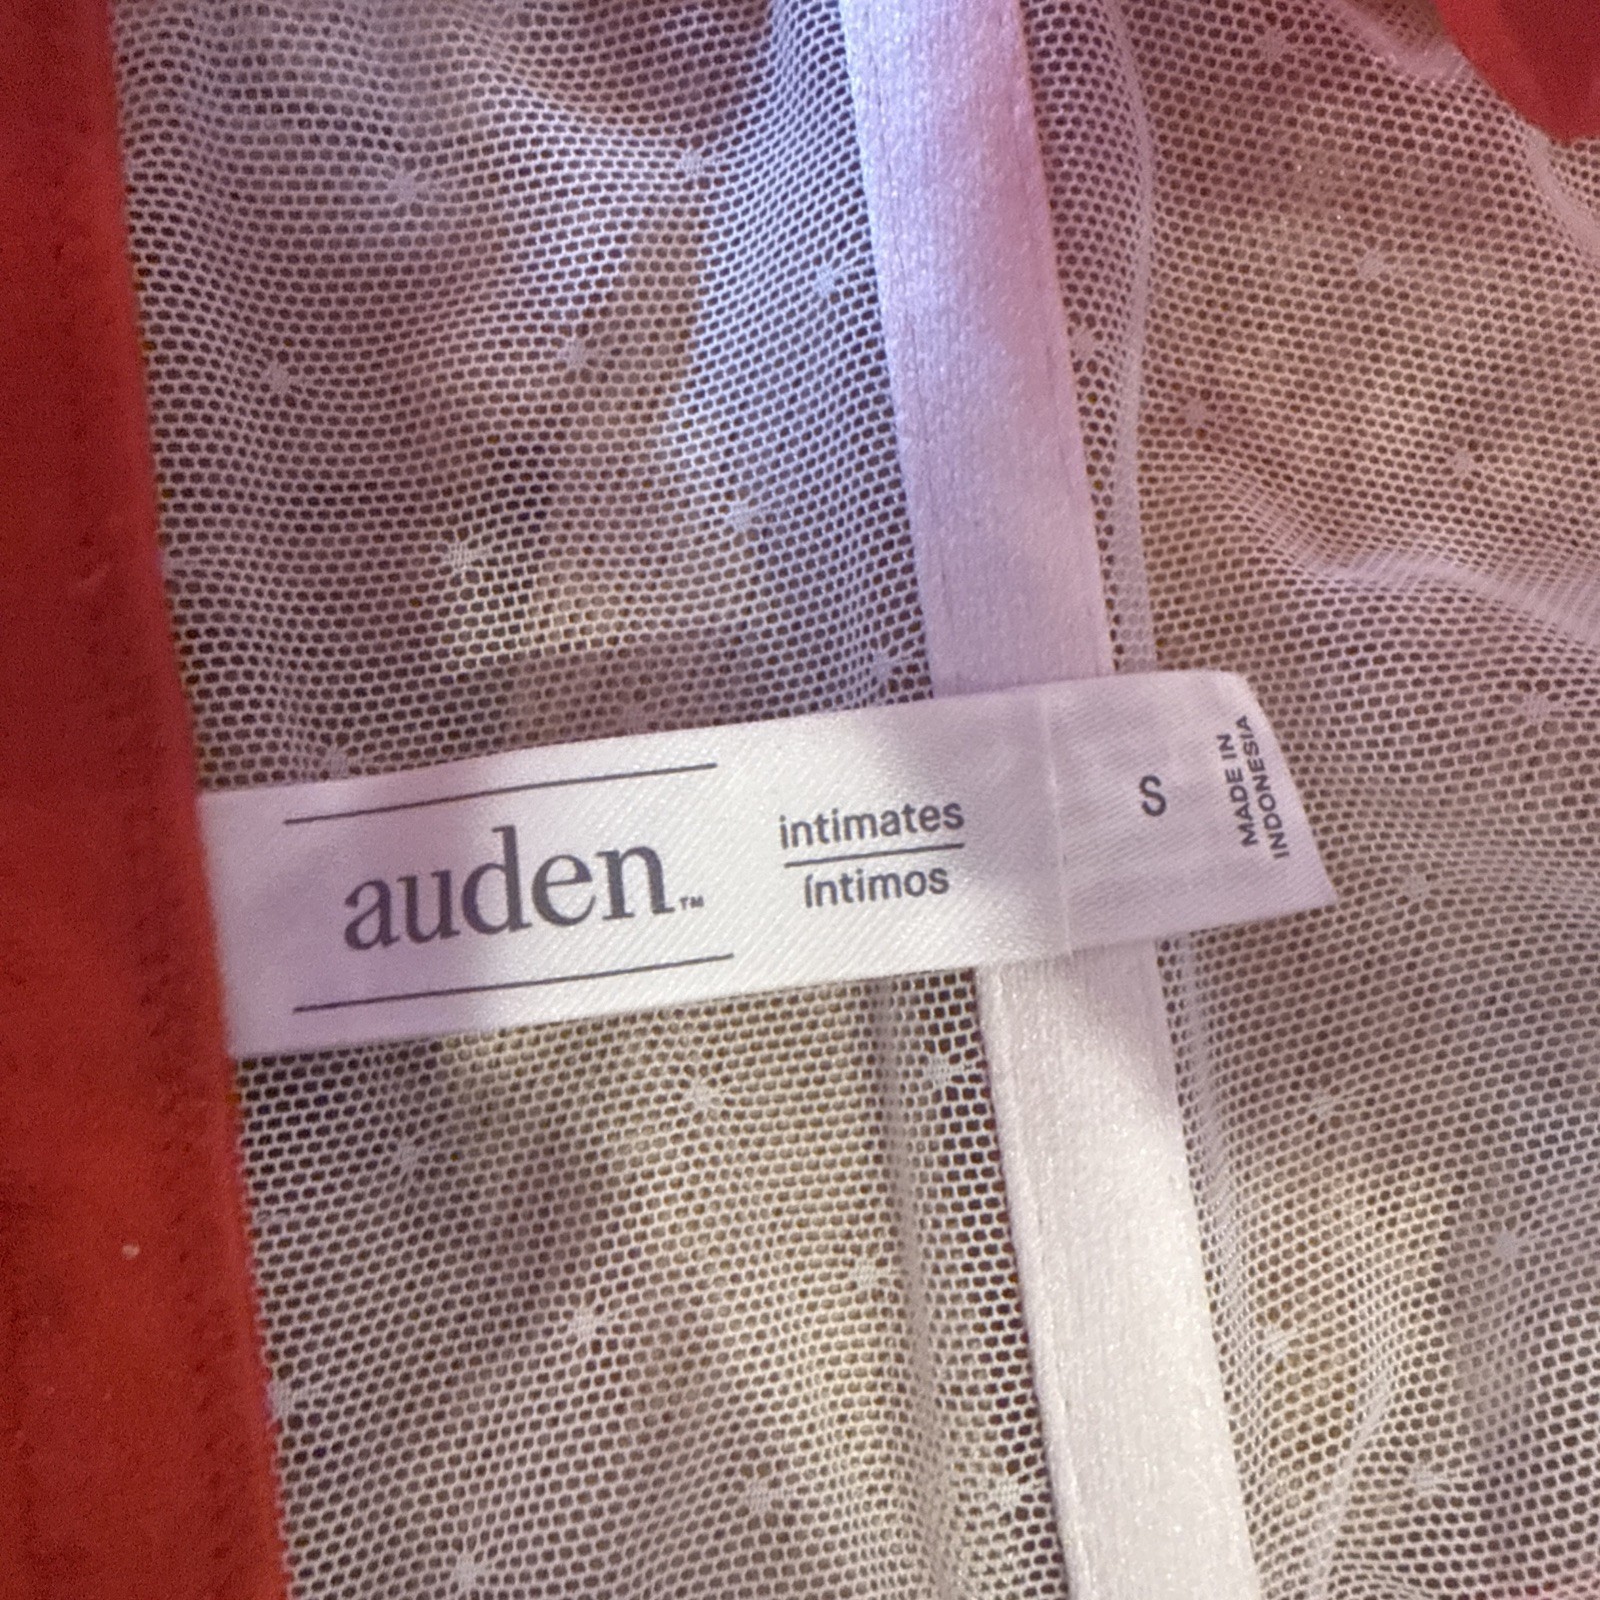 auden™
intimates
íntimos
S
MADE IN
INDONESIA